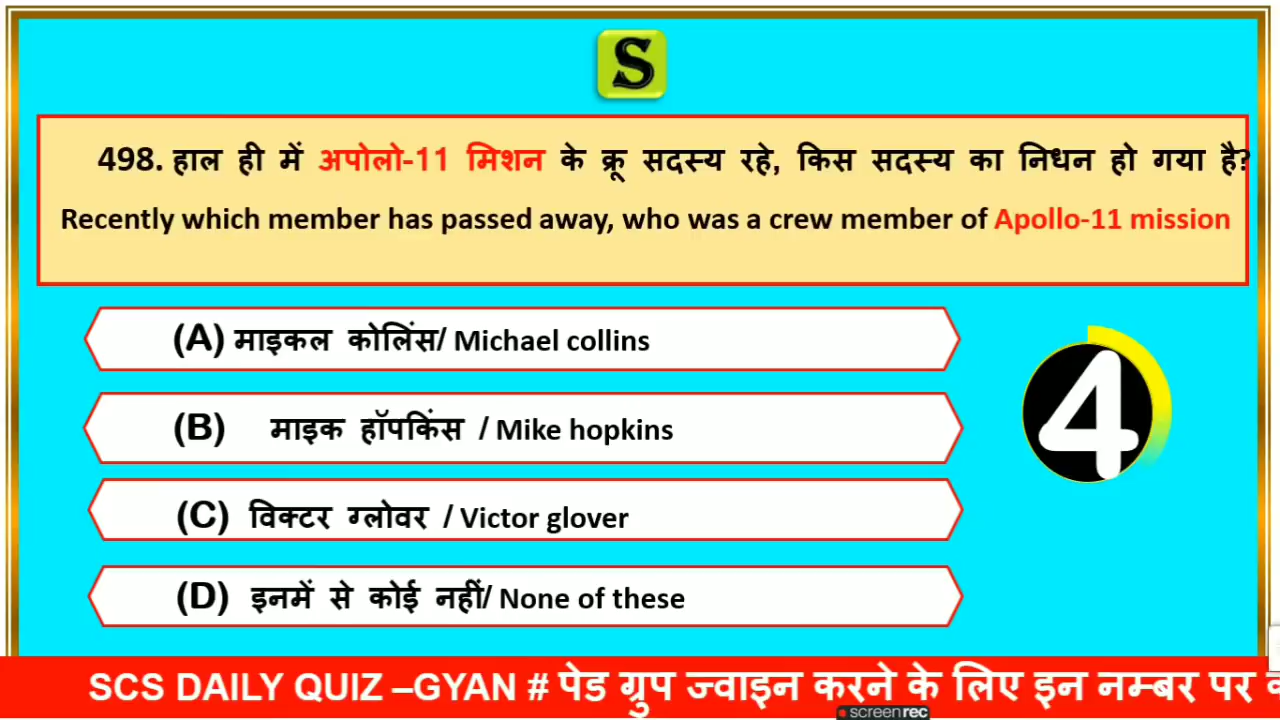 S
498. हाल ही में अपोलो-11 मिशन के क्रू सदस्य रहे, किस सदस्य का निधन हो गया है?
Recently which member has passed away, who was a crew member of Apollo-11 mission
(A) माइकल कोलिंस/ Michael collins
4
(B) माइक हॉपकिंस / Mike hopkins
(C) विक्टर ग्लोवर / Victor glover
(D) इनमें से कोई नहीं/ None of these
SCS DAILY QUIZ –GYAN # पेड ग्रुप ज्वाइन करने के लिए इन नम्बर पर
screenrec